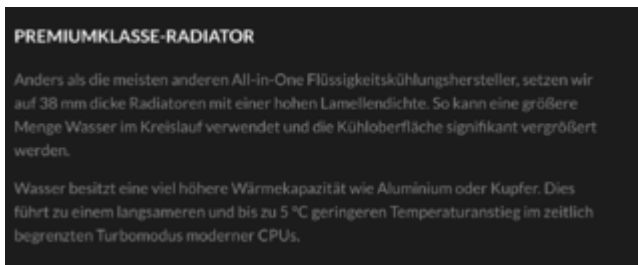 PREMIUMKLASSE-RADIATOR
Anders als die meisten anderen All-in-One Flüssigkeitskühlungshersteller, setzen wir
auf 38 mm dicke Radiatoren mit einer hohen Lamellendichte. So kann eine größere
Menge Wasser im Kreislauf verwendet und die Kühloberfläche signifikant vergrößert
werden.
Wasser besitzt eine viel höhere Wärmekapazität wie Aluminium oder Kupfer. Dies
führt zu einem langsameren und bis zu 5 °C geringeren Temperaturanstieg im zeitlich
begrenzten Turbomodus moderner CPUs.